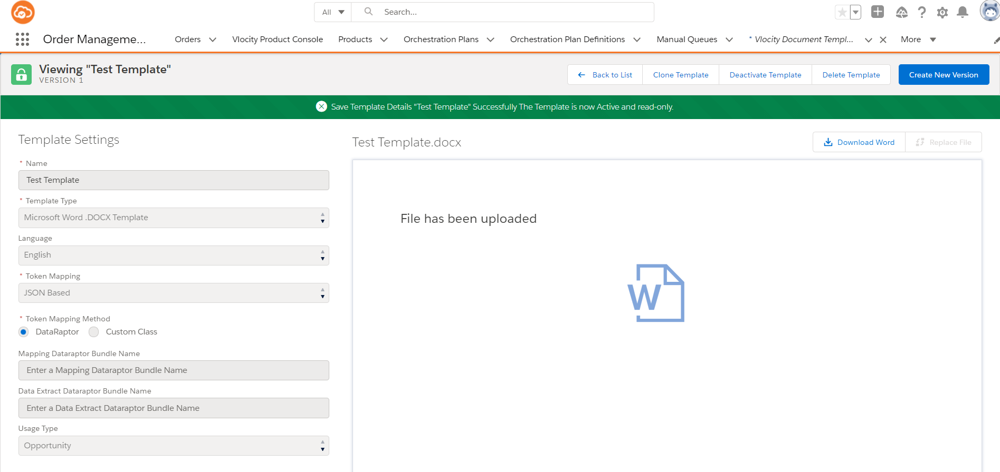 All
Search...
Order Manageme...
Orders
Vlocity Product Console
Products
Orchestration Plans
Orchestration Plan Definitions
Manual Queues
* Vlocity Document Templ...
More
Viewing "Test Template"
VERSION 1
Back to List
Clone Template
Deactivate Template
Delete Template
Create New Version
Save Template Details "Test Template" Successfully The Template is now Active and read-only.
Template Settings
* Name
Test Template
* Template Type
Microsoft Word .DOCX Template
Language
English
* Token Mapping
JSON Based
* Token Mapping Method
DataRaptor
Custom Class
Mapping Dataraptor Bundle Name
Enter a Mapping Dataraptor Bundle Name
Data Extract Dataraptor Bundle Name
Enter a Data Extract Dataraptor Bundle Name
Usage Type
Opportunity
Test Template.docx
Download Word
Replace File
File has been uploaded
W